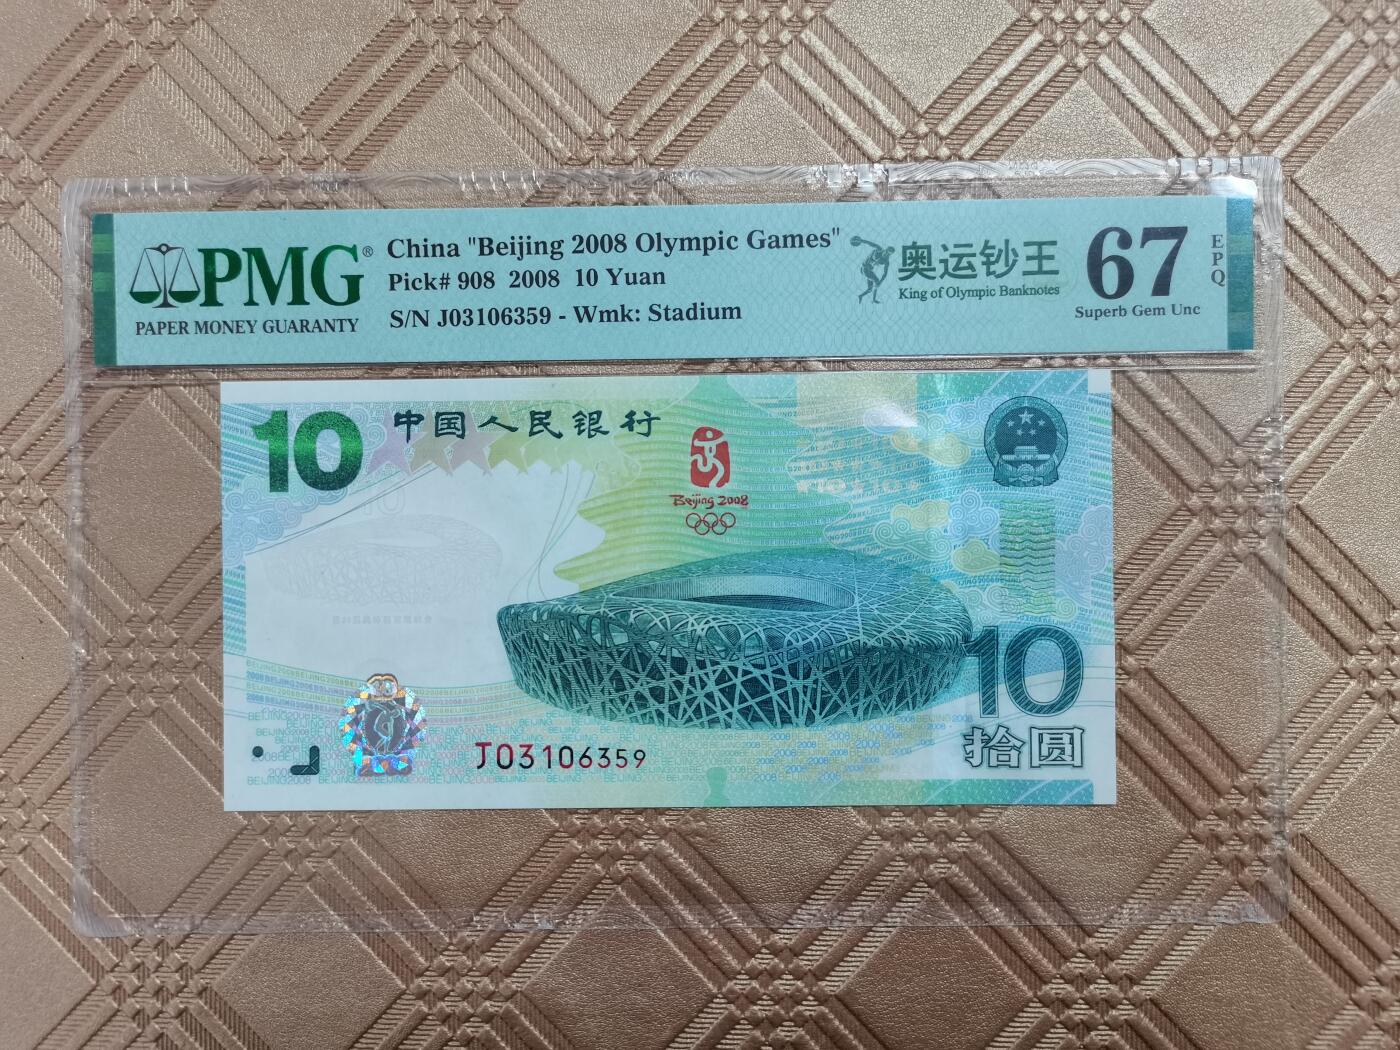 PMG®
PAPER MONEY GUARANTY
China "Beijing 2008 Olympic Games"
Pick# 908 2008 10 Yuan
S/N J03106359 - Wmk: Stadium
奥运钞王
King of Olympic Banknotes
67
Superb Gem Unc
EPQ
10 中国人民银行
Beijing 2008
10
拾圆
J03106359